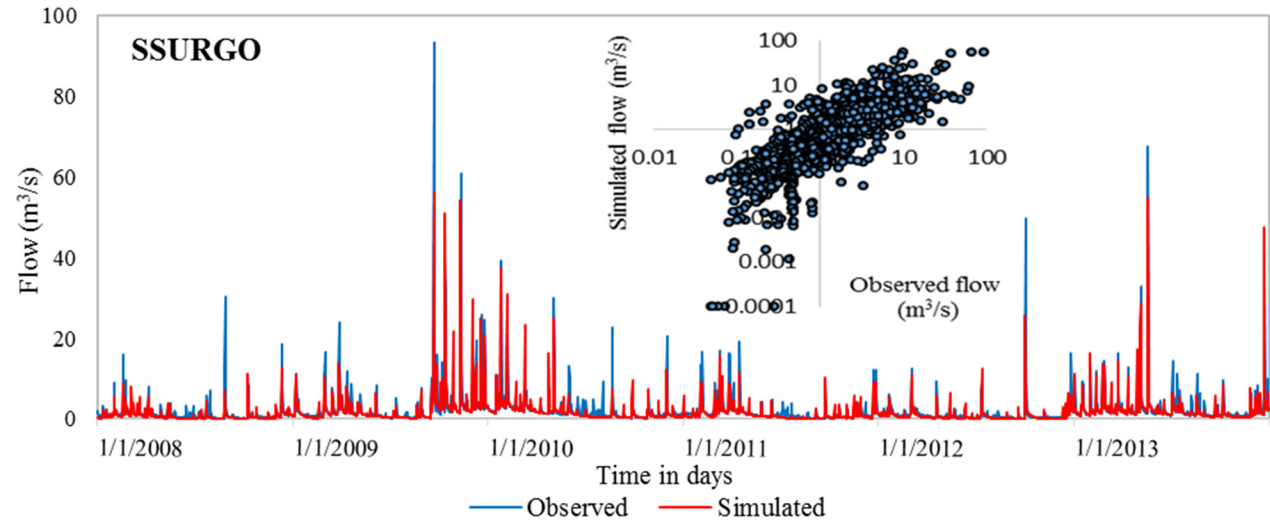 SSURGO
Flow (m³/s)
100
80
60
40
20
0
1/1/2008
1/1/2009
1/1/2010
1/1/2011
1/1/2012
1/1/2013
Time in days
Observed
Simulated
Simulated flow (m³/s)
100
10
0.01
10
100
0.001
0.0001
Observed flow
(m³/s)